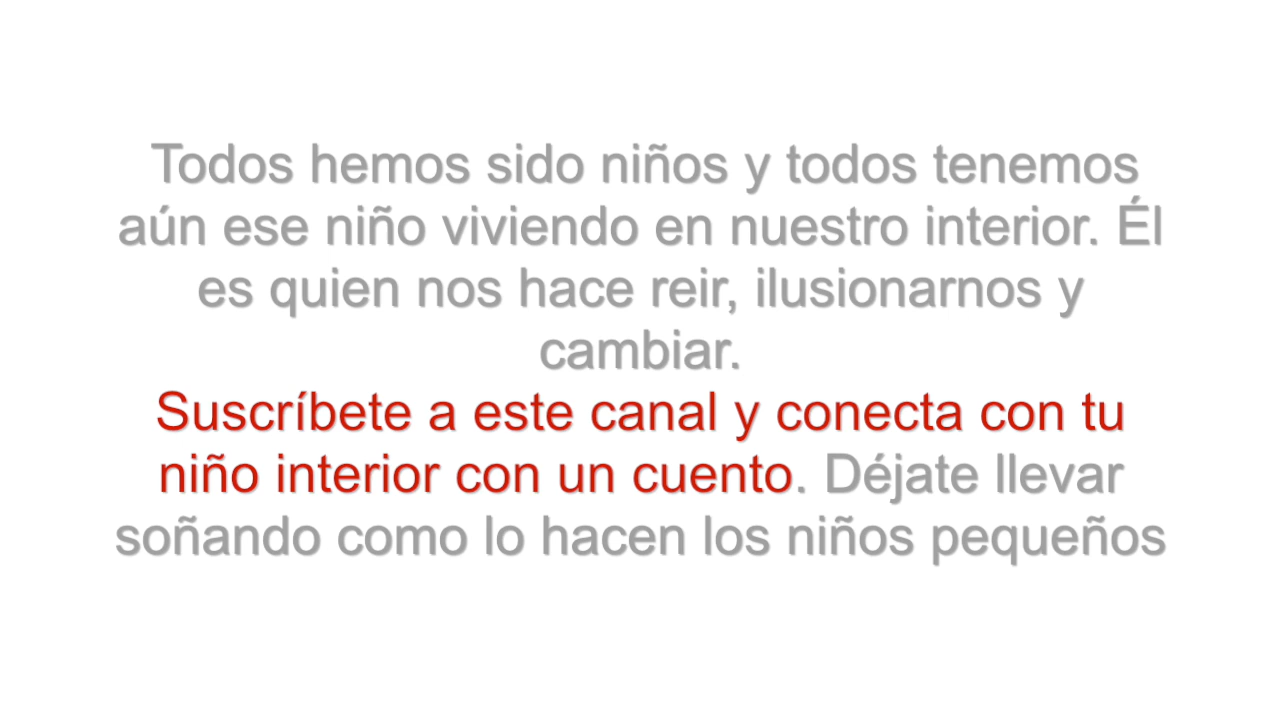 Todos hemos sido niños y todos tenemos
aún ese niño viviendo en nuestro interior. Él
es quien nos hace reir, ilusionarnos y
cambiar.
Suscríbete a este canal y conecta con tu
niño interior con un cuento. Déjate llevar
soñando como lo hacen los niños pequeños